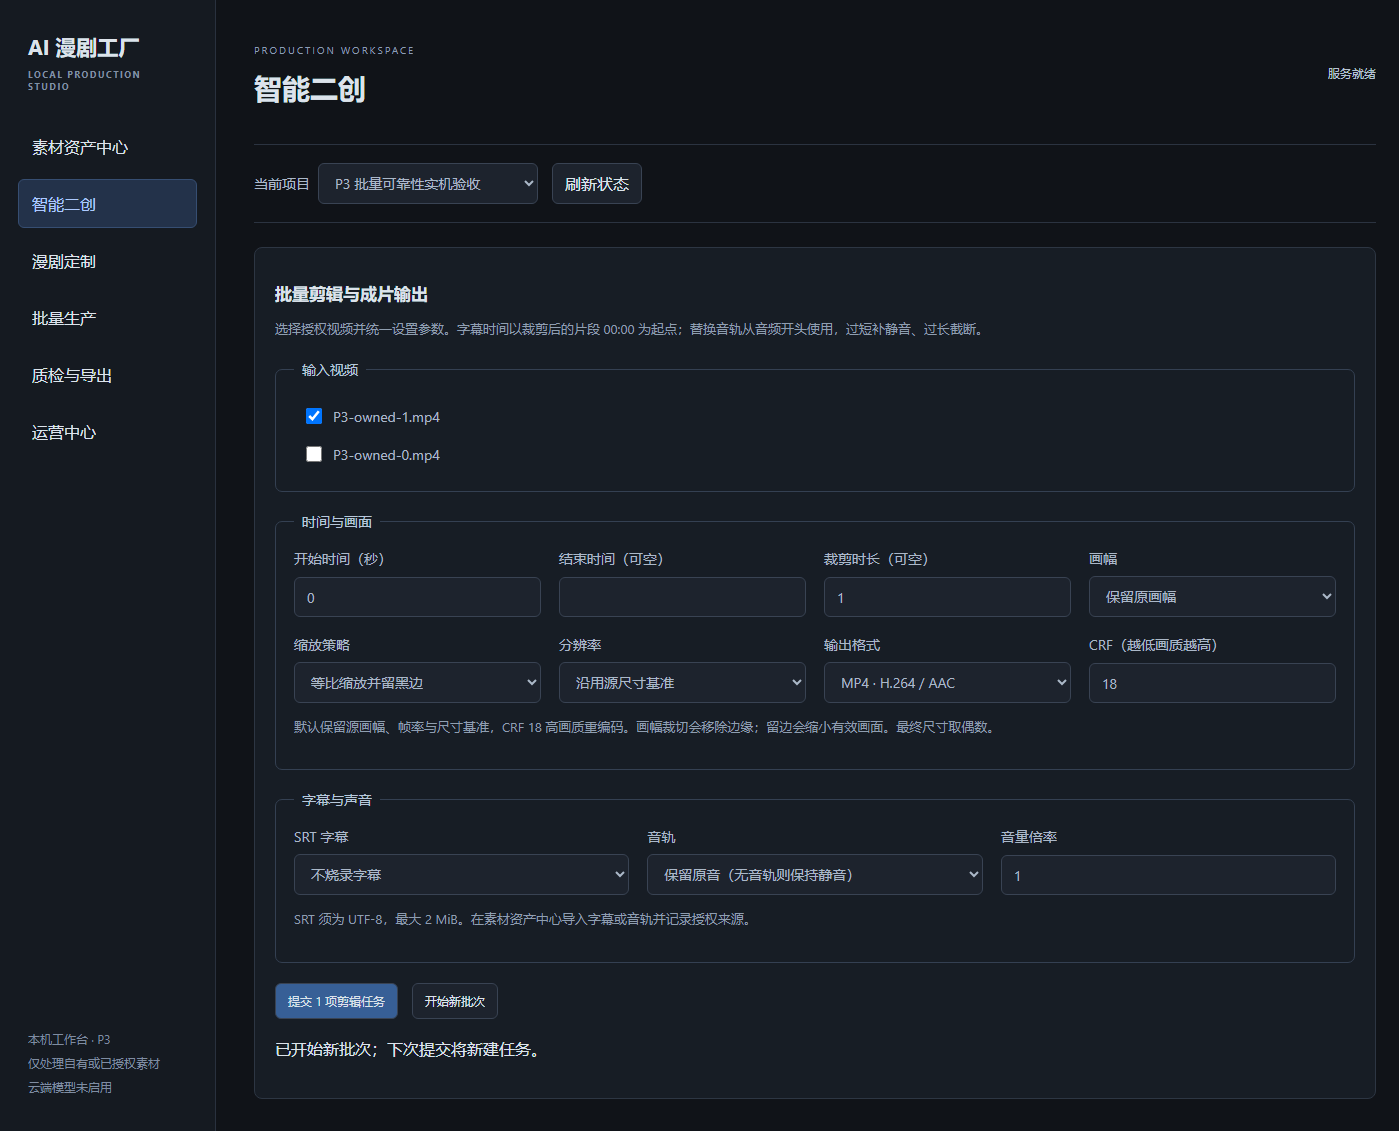 AI 漫剧工厂
LOCAL PRODUCTION
STUDIO
素材资产中心
智能二创
漫剧定制
批量生产
质检与导出
运营中心
本机工作台 · P3
仅处理自有或已授权素材
云端模型未启用
PRODUCTION WORKSPACE
智能二创
服务就绪
当前项目
P3 批量可靠性实机验收
刷新状态
批量剪辑与成片输出
选择授权视频并统一设置参数。字幕时间以裁剪后的片段 00:00 为起点；替换音轨从音频开头使用，过短补静音、过长截断。
输入视频
P3-owned-1.mp4
P3-owned-0.mp4
时间与画面
开始时间（秒） 结束时间（可空） 裁剪时长（可空） 画幅
0 1 保留原画幅
缩放策略 分辨率 输出格式 CRF（越低画质越高）
等比缩放并留黑边 沿用源尺寸基准 MP4 · H.264 / AAC 18
默认保留源画幅、帧率与尺寸基准，CRF 18 高画质重编码。画幅裁切会移除边缘；留边会缩小有效画面。最终尺寸取偶数。
字幕与声音
SRT 字幕 音轨 音量倍率
不烧录字幕 保留原音（无音轨则保持静音） 1
SRT 须为 UTF-8，最大 2 MiB。在素材资产中心导入字幕或音轨并记录授权来源。
提交 1 项剪辑任务 开始新批次
已开始新批次；下次提交将新建任务。